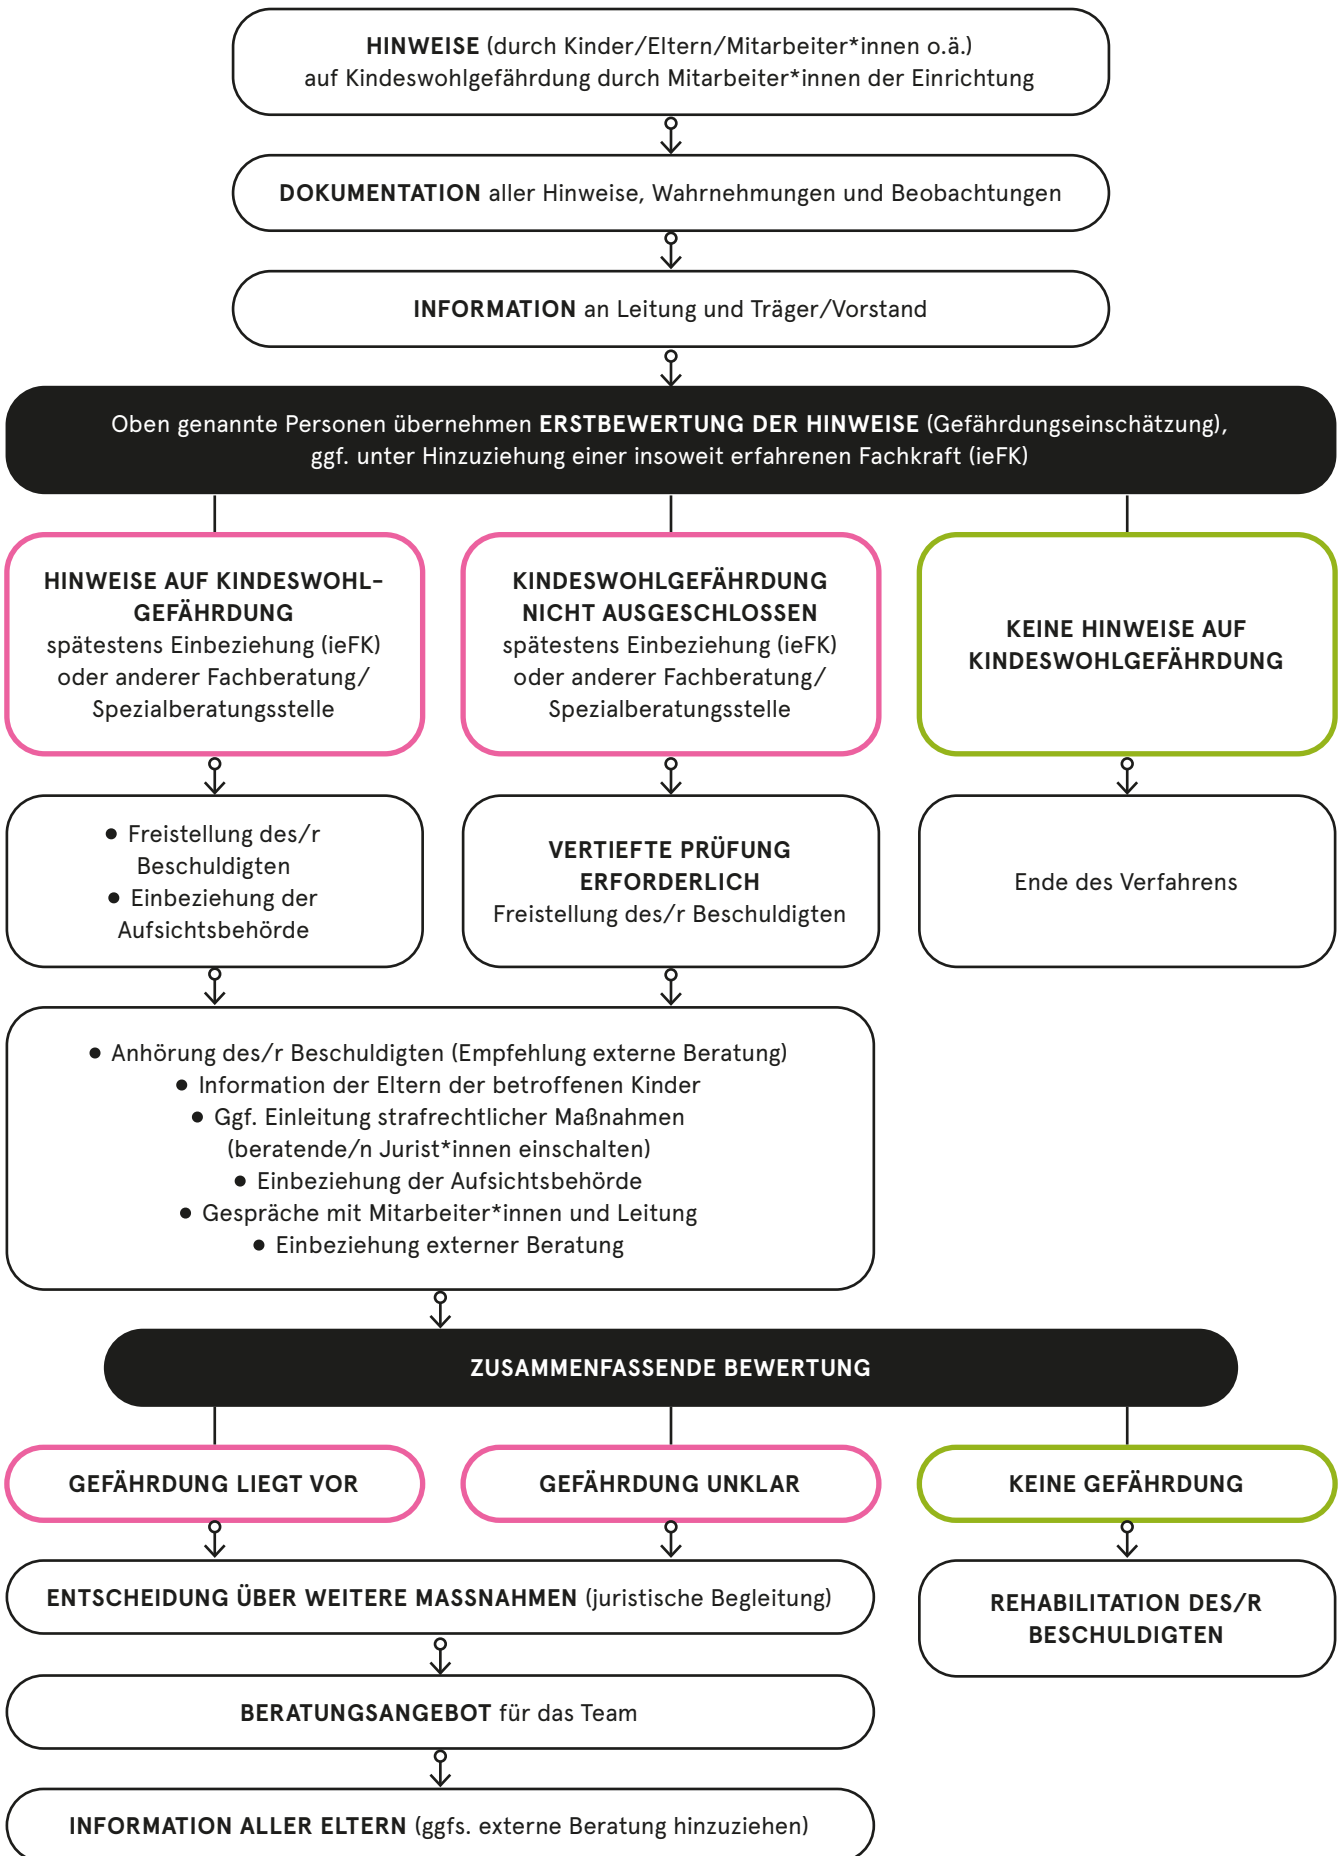 HINWEISE (durch Kinder/Eltern/Mitarbeiter*innen o.ä.)
auf Kindeswohlgefährdung durch Mitarbeiter*innen der Einrichtung
DOKUMENTATION aller Hinweise, Wahrnehmungen und Beobachtungen
INFORMATION an Leitung und Träger/Vorstand
Oben genannte Personen übernehmen ERSTBEWERTUNG DER HINWEISE (Gefährdungseinschätzung),
ggf. unter Hinzuziehung einer insoweit erfahrenen Fachkraft (ieFK)
HINWEISE AUF KINDESWOHL-
GEFÄHRDUNG
spätestens Einbeziehung (ieFK)
oder anderer Fachberatung/
Spezialberatungsstelle
KINDESWOHLGEFÄHRDUNG
NICHT AUSGESCHLOSSEN
spätestens Einbeziehung (ieFK)
oder anderer Fachberatung/
Spezialberatungsstelle
KEINE HINWEISE AUF
KINDESWOHLGEFÄHRDUNG
● Freistellung des/r
Beschuldigten
● Einbeziehung der
Aufsichtsbehörde
VERTIEFTE PRÜFUNG
ERFORDERLICH
Freistellung des/r Beschuldigten
Ende des Verfahrens
● Anhörung des/r Beschuldigten (Empfehlung externe Beratung)
● Information der Eltern der betroffenen Kinder
● Ggf. Einleitung strafrechtlicher Maßnahmen
(beratende/n Jurist*innen einschalten)
● Einbeziehung der Aufsichtsbehörde
● Gespräche mit Mitarbeiter*innen und Leitung
● Einbeziehung externer Beratung
ZUSAMMENFASSENDE BEWERTUNG
GEFÄHRDUNG LIEGT VOR
GEFÄHRDUNG UNKLAR
KEINE GEFÄHRDUNG
ENTSCHEIDUNG ÜBER WEITERE MASSNAHMEN (juristische Begleitung)
REHABILITATION DES/R
BESCHULDIGTEN
BERATUNGSANGEBOT für das Team
INFORMATION ALLER ELTERN (ggfs. externe Beratung hinzuziehen)